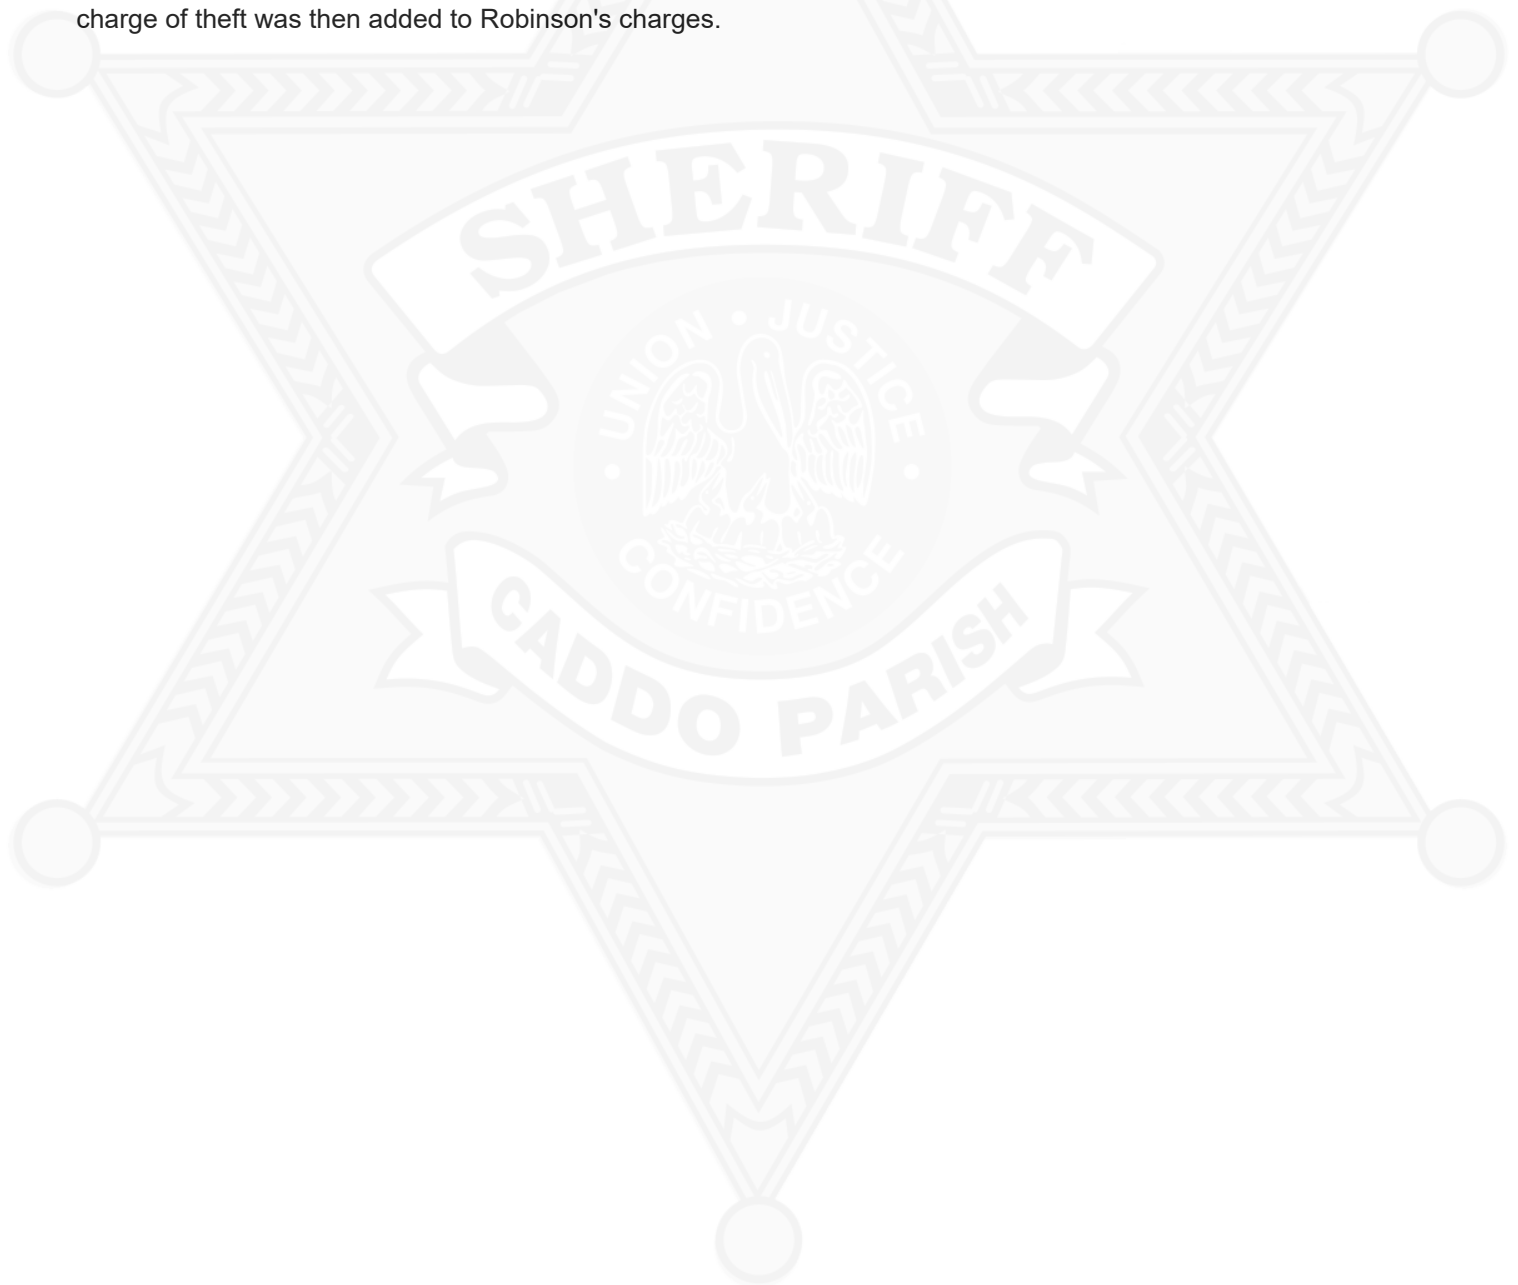 charge of theft was then added to Robinson's charges.
SHERIFF
UNION • JUSTICE
• CONFIDENCE •
CADDO PARISH